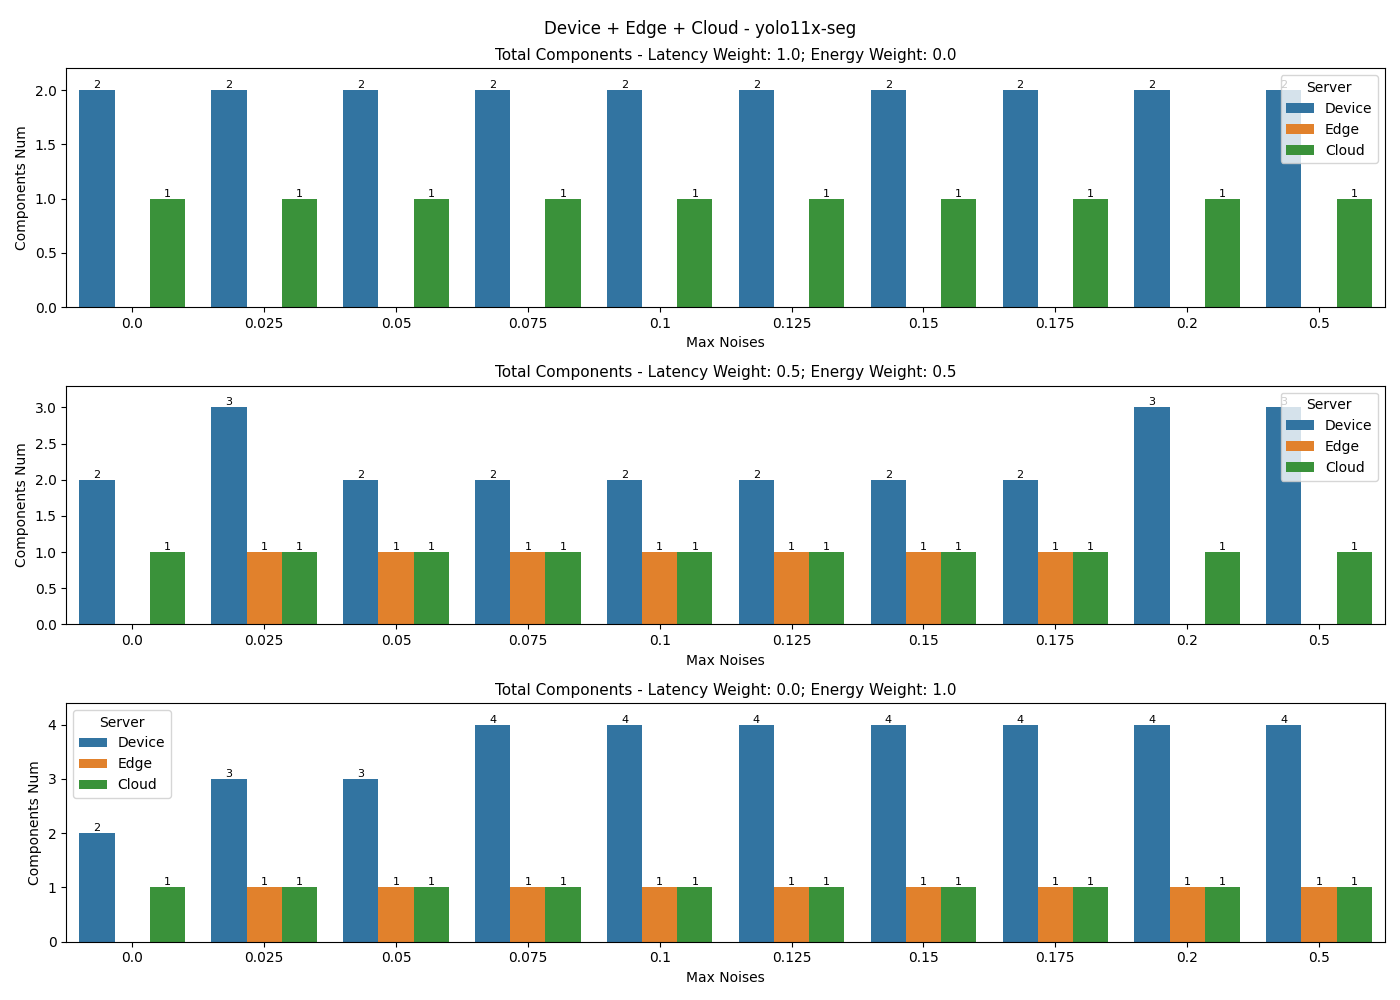 Device + Edge + Cloud - yolo11x-seg
Total Components - Latency Weight: 1.0; Energy Weight: 0.0
Components Num
2.0
1.5
1.0
0.5
0.0
2 1 2 1 2 1 2 1 2 1 2 1 2 1 2 1 2 1 2 1
Server
Device
Edge
Cloud
0.0 0.025 0.05 0.075 0.1 0.125 0.15 0.175 0.2 0.5
Max Noises
Total Components - Latency Weight: 0.5; Energy Weight: 0.5
Components Num
3.0
2.5
2.0
1.5
1.0
0.5
0.0
2 1 3 1 1 2 1 1 2 1 1 2 1 1 2 1 1 2 1 1 2 1 1 3 1 3 1
Server
Device
Edge
Cloud
0.0 0.025 0.05 0.075 0.1 0.125 0.15 0.175 0.2 0.5
Max Noises
Total Components - Latency Weight: 0.0; Energy Weight: 1.0
Components Num
4
3
2
1
0
Server
Device
Edge
Cloud
2 1 3 1 1 3 1 1 4 1 1 4 1 1 4 1 1 4 1 1 4 1 1 4 1 1 4 1 1
0.0 0.025 0.05 0.075 0.1 0.125 0.15 0.175 0.2 0.5
Max Noises